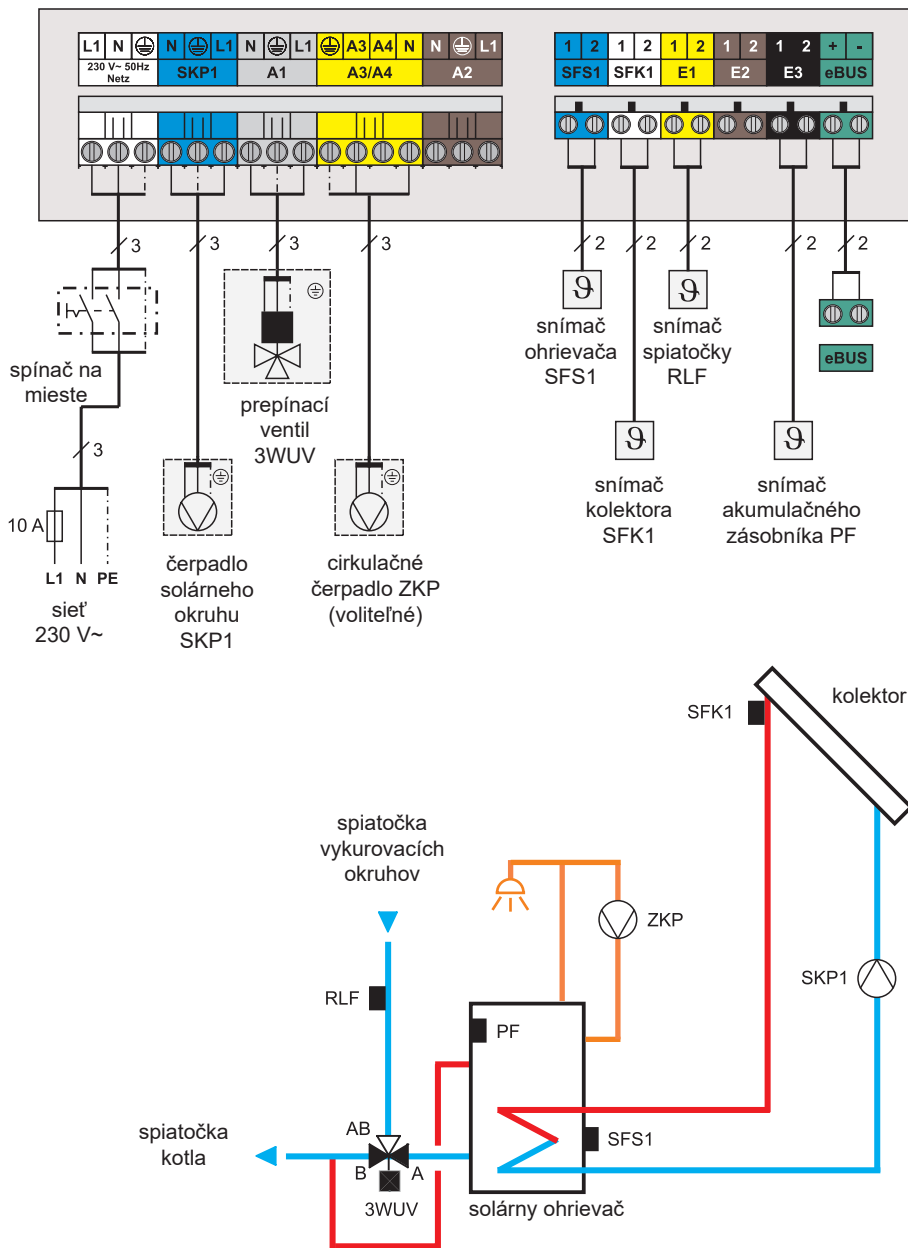 L1 N N L1 N L1 A3 A4 N N L1
230 V~ 50Hz
Netz
SKP1 A1 A3/A4 A2
1 2 1 2 1 2 1 2 1 2 + -
SFS1 SFK1 E1 E2 E3 eBUS
3 3 3 3 2 2 2 2 2
ϑ ϑ
snímač
ohrievača
SFS1
snímač
spiatočky
RLF
eBUS
spínač na
mieste
prepínací
ventil
3WUV
3
ϑ ϑ
snímač
kolektora
SFK1
snímač
akumulačného
zásobníka PF
10 A
L1 N PE
sieť
230 V~
čerpadlo
solárneho
okruhu
SKP1
cirkulačné
čerpadlo ZKP
(voliteľné)
kolektor
SFK1
spiatočka
vykurovacích
okruhov
ZKP
SKP1
RLF
PF
AB
SFS1
spiatočka
kotla
B A
3WUV
solárny ohrievač